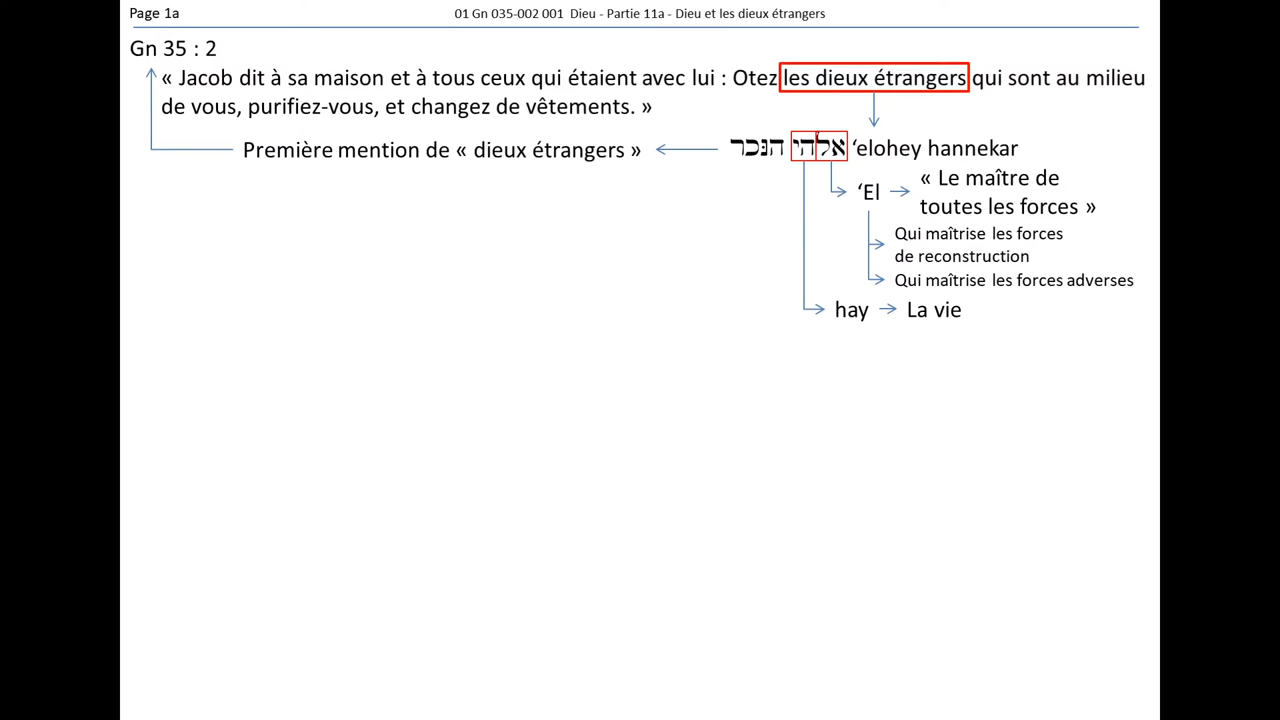 Page 1a
01 Gn 035-002 001  Dieu - Partie 11a - Dieu et les dieux étrangers
Gn 35 : 2
« Jacob dit à sa maison et à tous ceux qui étaient avec lui : Otez les dieux étrangers qui sont au milieu
de vous, purifiez-vous, et changez de vêtements. »
Première mention de « dieux étrangers »
אלהי הנּכר ‘elohey hannekar
‘El
« Le maître de
toutes les forces »
Qui maîtrise les forces
de reconstruction
Qui maîtrise les forces adverses
hay
La vie